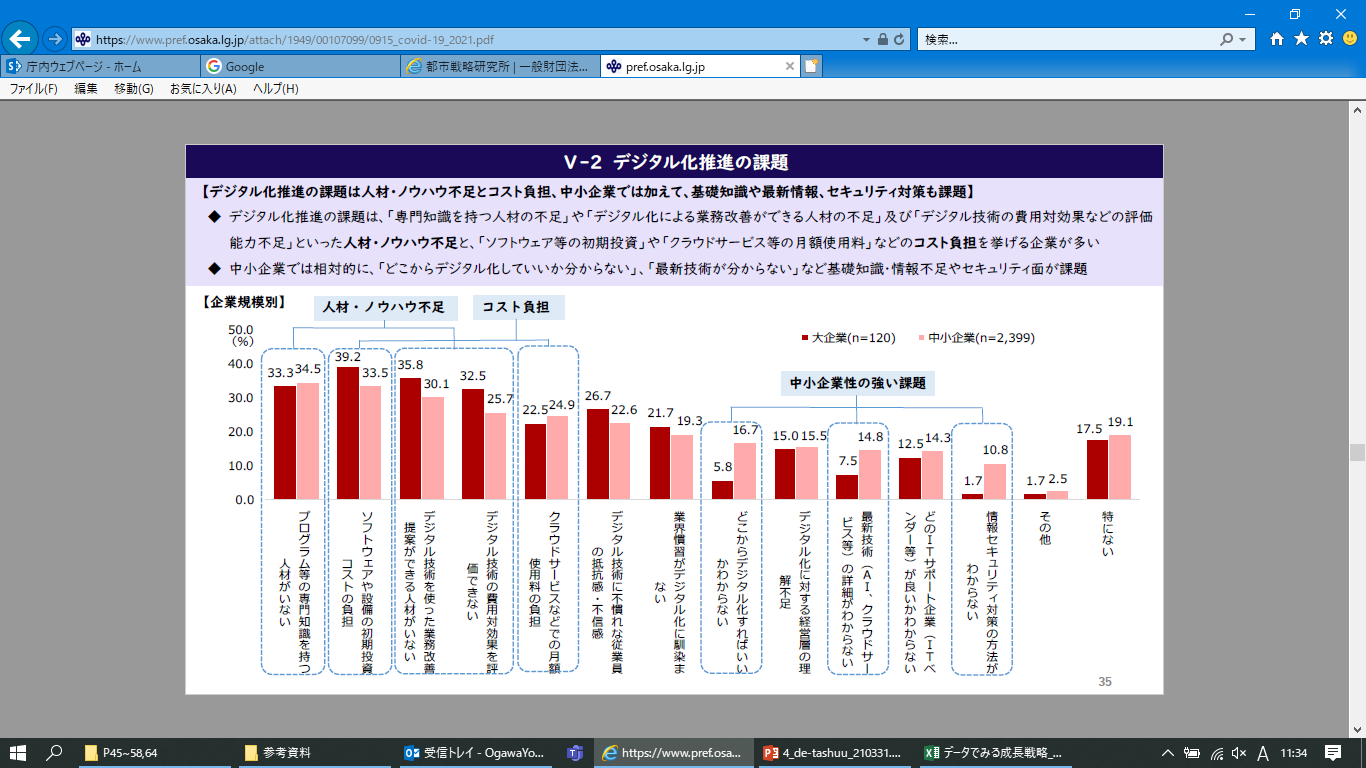 https://www.pref.osaka.lg.jp/attach/1949/00107099/0915_covid-19_2021.pdf
検索...
庁内ウェブページ - ホーム
Google
都市戦略研究所 | 一般財団法...
pref.osaka.lg.jp
ファイル(F) 編集 移動(G) お気に入り(A) ヘルプ(H)
Ⅴ-2 デジタル化推進の課題
【デジタル化推進の課題は人材・ノウハウ不足とコスト負担、中小企業では加えて、基礎知識や最新情報、セキュリティ対策も課題】
◆ デジタル化推進の課題は、「専門知識を持つ人材の不足」や「デジタル化による業務改善ができる人材の不足」及び「デジタル技術の費用対効果などの評価
能力不足」といった人材・ノウハウ不足と、「ソフトウェア等の初期投資」や「クラウドサービス等の月額使用料」などのコスト負担を挙げる企業が多い
◆ 中小企業では相対的に、「どこからデジタル化していいか分からない」、「最新技術が分からない」など基礎知識・情報不足やセキュリティ面が課題
【企業規模別】
人材・ノウハウ不足
コスト負担
大企業(n=120)
中小企業(n=2,399)
中小企業性の強い課題
50.0
(%)
40.0
30.0
20.0
10.0
0.0
33.3 34.5
39.2 33.5
35.8 30.1
32.5 25.7
22.5 24.9
26.7 22.6
21.7 19.3
5.8 16.7
15.0 15.5
7.5 14.8
12.5 14.3
1.7 10.8
1.7 2.5
17.5 19.1
プログラム等の専門知識を持つ
人材がいない
ソフトウェアや設備の初期投資
コストの負担
デジタル技術を使った業務改善
提案ができる人材がいない
デジタル技術の費用対効果を評
価できない
クラウドサービスなどでの月額
使用料の負担
デジタル技術に不慣れな従業員
の抵抗感・不信感
業界慣習がデジタル化に馴染ま
ない
どこからデジタル化すればいい
かわからない
デジタル化に対する経営層の理
解不足
最新技術（AI、クラウドサー
ビス等）の詳細がわからない
どのITサポート企業（ITベ
ンダー等）が良いかわからない
情報セキュリティ対策の方法が
わからない
その他
特にない
35
P45~58,64
参考資料
受信トレイ - OgawaYo...
https://www.pref.osa...
4_de-tashuu_210331....
データでみる成長戦略_...
A
11:34